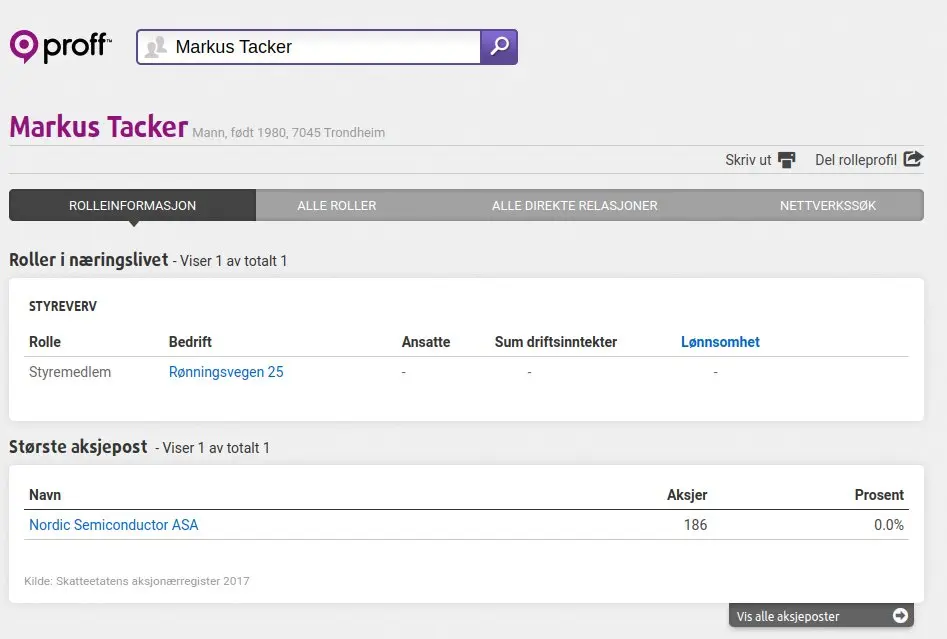 proff™
Markus Tacker
Markus Tacker Mann, født 1980, 7045 Trondheim
Skriv ut Del rolleprofil
ROLLEINFORMASJON ALLE ROLLER ALLE DIREKTE RELASJONER NETTVERKSSØK
Roller i næringslivet - Viser 1 av totalt 1
STYREVERV
Rolle Bedrift Ansatte Sum driftsinntekter Lønnsomhet
Styremedlem Rønningsvegen 25 - - -
Største aksjepost - Viser 1 av totalt 1
Navn Aksjer Prosent
Nordic Semiconductor ASA 186 0.0%
Kilde: Skatteetatens aksjonærregister 2017
Vis alle aksjeposter